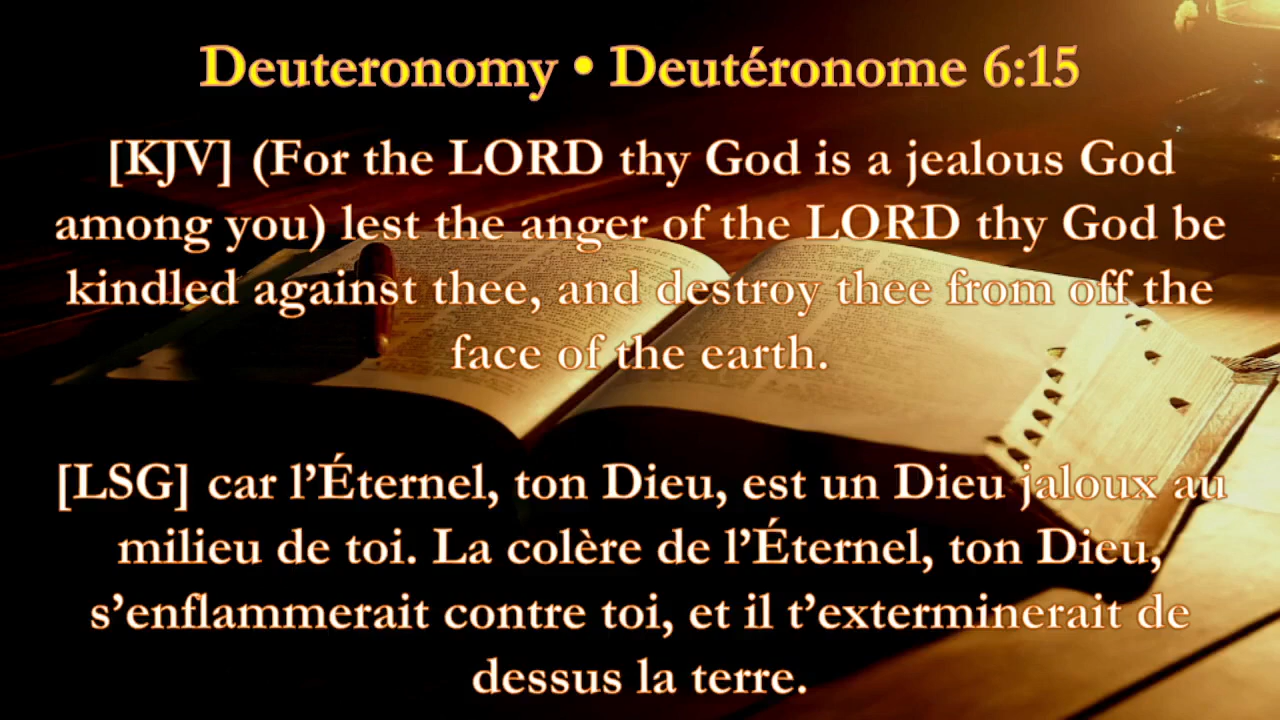 Deuteronomy • Deutéronome 6:15
[KJV] (For the LORD thy God is a jealous God
among you) lest the anger of the LORD thy God be
kindled against thee, and destroy thee from off the
face of the earth.
[LSG] car l’Éternel, ton Dieu, est un Dieu jaloux au
milieu de toi. La colère de l’Éternel, ton Dieu,
s’enflammerait contre toi, et il t’exterminerait de
dessus la terre.